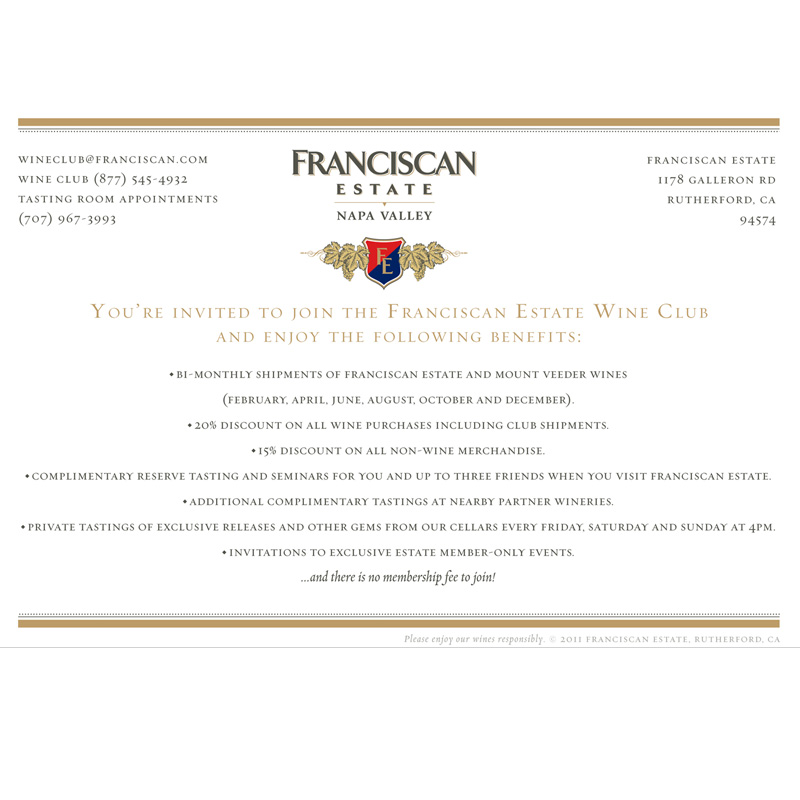 WINECLUB@FRANCISCAN.COM
WINE CLUB (877) 545-4932
TASTING ROOM APPOINTMENTS
(707) 967-3993
FRANCISCAN
ESTATE
NAPA VALLEY
FE
FRANCISCAN ESTATE
1178 GALLERON RD
RUTHERFORD, CA
94574
YOU'RE INVITED TO JOIN THE FRANCISCAN ESTATE WINE CLUB
AND ENJOY THE FOLLOWING BENEFITS:
• BI-MONTHLY SHIPMENTS OF FRANCISCAN ESTATE AND MOUNT VEEDER WINES
(FEBRUARY, APRIL, JUNE, AUGUST, OCTOBER AND DECEMBER).
• 20% DISCOUNT ON ALL WINE PURCHASES INCLUDING CLUB SHIPMENTS.
• 15% DISCOUNT ON ALL NON-WINE MERCHANDISE.
• COMPLIMENTARY RESERVE TASTING AND SEMINARS FOR YOU AND UP TO THREE FRIENDS WHEN YOU VISIT FRANCISCAN ESTATE.
• ADDITIONAL COMPLIMENTARY TASTINGS AT NEARBY PARTNER WINERIES.
• PRIVATE TASTINGS OF EXCLUSIVE RELEASES AND OTHER GEMS FROM OUR CELLARS EVERY FRIDAY, SATURDAY AND SUNDAY AT 4PM.
• INVITATIONS TO EXCLUSIVE ESTATE MEMBER-ONLY EVENTS.
...and there is no membership fee to join!
Please enjoy our wines responsibly. © 2011 FRANCISCAN ESTATE, RUTHERFORD, CA